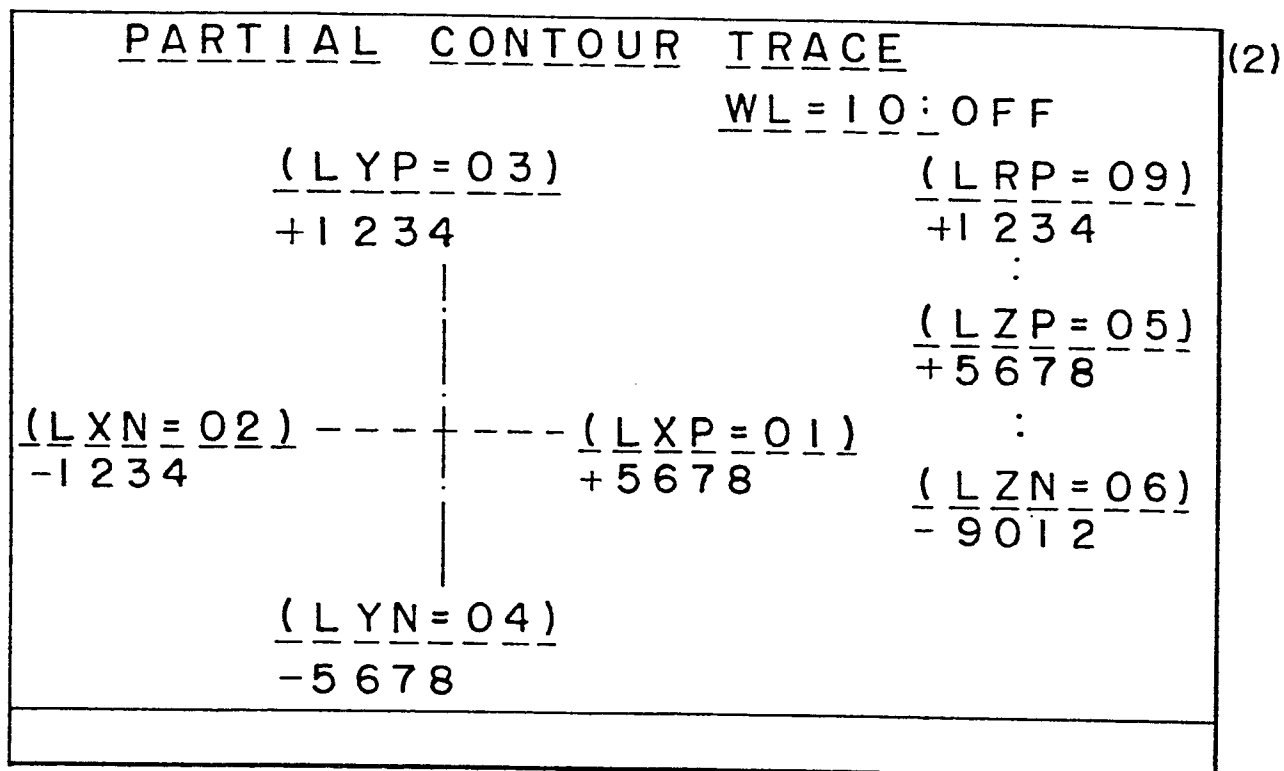 PARTIAL CONTOUR TRACE
(2)
WL=10:OFF
(LYP=03)
+1234
(LRP=09)
+1234
:
(LZP=05)
+5678
:
(LXN=02)
-1234
(LXP=01)
+5678
(LZN=06)
-9012
(LYN=04)
-5678